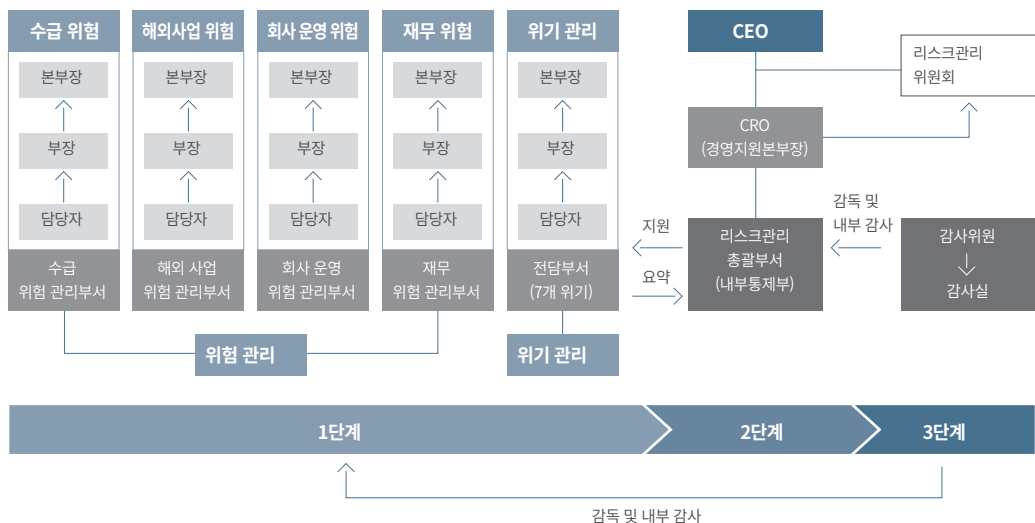 수급 위험
본부장
부장
담당자
수급
위험 관리부서
해외사업 위험
본부장
부장
담당자
해외 사업
위험 관리부서
회사 운영 위험
본부장
부장
담당자
회사 운영
위험 관리부서
재무 위험
본부장
부장
담당자
재무
위험 관리부서
위기 관리
본부장
부장
담당자
전담부서
(7개 위기)
위험 관리
위기 관리
지원
요약
CEO
리스크관리
위원회
CRO
(경영지원본부장)
리스크관리
총괄부서
(내부통제부)
감독 및
내부 감사
감사위원
감사실
1단계
2단계
3단계
감독 및 내부 감사